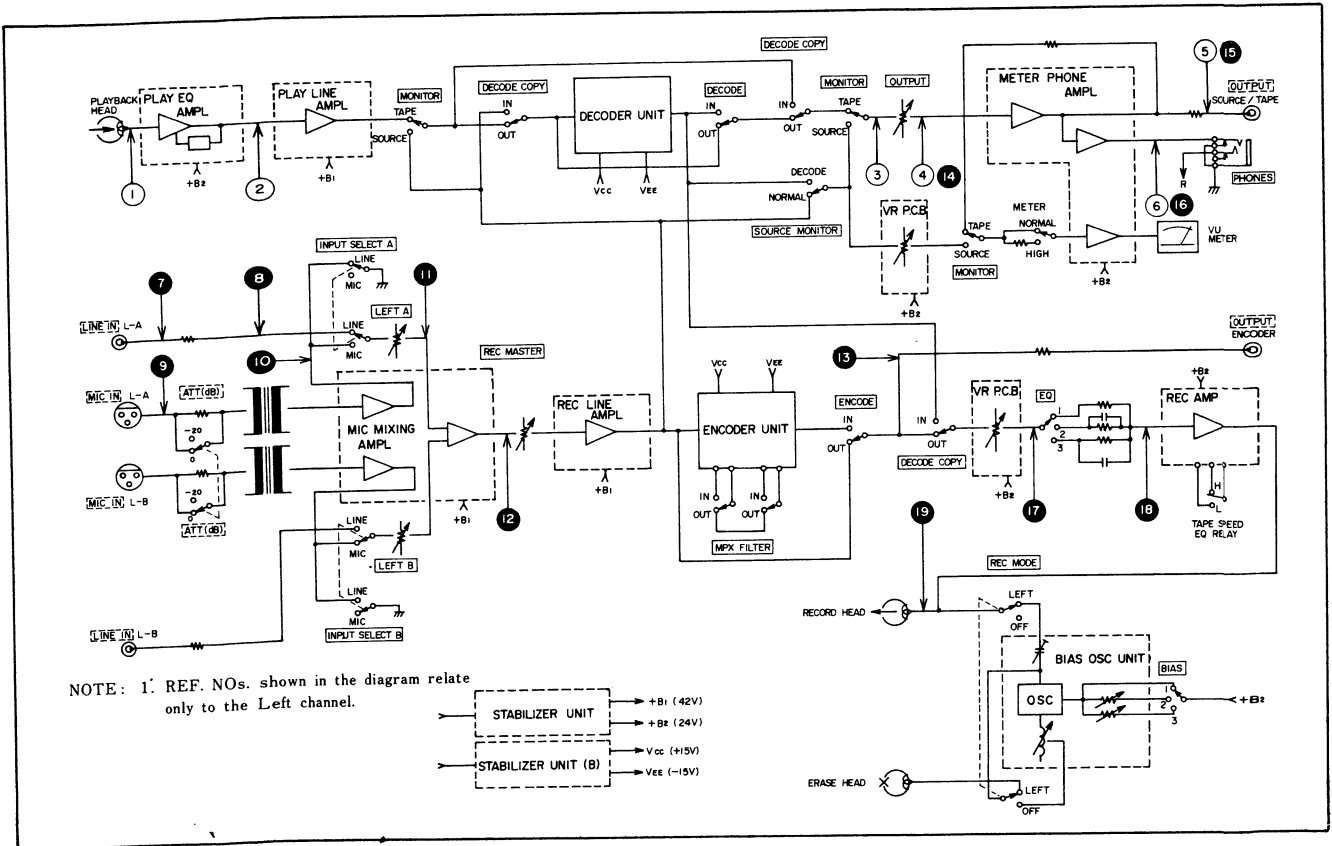 DECODE COPY
5 15
OUTPUT
SOURCE / TAPE
PLAYBACK
HEAD
PLAY EQ
AMPL
PLAY LINE
AMPL
MONITOR
TAPE
SOURCE
DECODE COPY
IN
OUT
DECODER UNIT
DECODE
IN
OUT
IN
OUT
MONITOR
TAPE
SOURCE
OUTPUT
METER PHONE
AMPL
1
+B2
2
+B1
VCC
VEE
DECODE
NORMAL
SOURCE MONITOR
3
4 14
6 16
R
PHONES
VR P.C.B
+B2
TAPE
SOURCE
MONITOR
METER
NORMAL
HIGH
+B2
VU
METER
INPUT SELECT A
LINE
MIC
7
8
11
LINE IN L-A
LINE
MIC
LEFT A
9
10
REC MASTER
MIC IN L-A
ATT(dB)
-20
0
MIC MIXING
AMPL
+B1
12
REC LINE
AMPL
+B1
MIC IN L-B
-20
0
ATT(dB)
LINE
MIC
LEFT B
LINE
MIC
INPUT SELECT B
LINE IN L-B
VCC
VEE
ENCODER UNIT
IN
OUT
IN
OUT
MPX FILTER
13
ENCODE
IN
OUT
IN
OUT
DECODE COPY
VR P.C.B
+B2
17
EQ
1
2
3
18
OUTPUT
ENCODER
+B2
REC AMP
H
L
TAPE SPEED
EQ RELAY
19
REC MODE
RECORD HEAD
LEFT
OFF
BIAS OSC UNIT
OSC
BIAS
1
2
3
+B2
ERASE HEAD
LEFT
OFF
NOTE: 1. REF. NOs. shown in the diagram relate
only to the Left channel.
STABILIZER UNIT
+B1 (42V)
+B2 (24V)
STABILIZER UNIT (B)
VCC (+15V)
VEE (-15V)